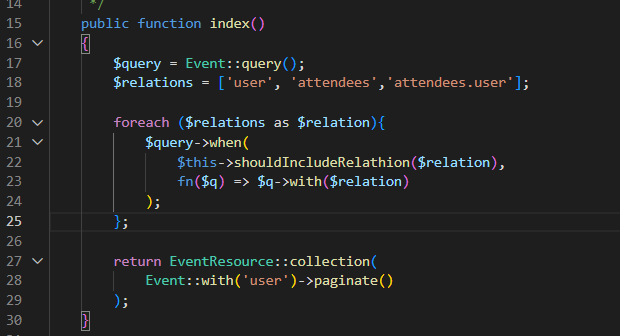 14 */
15 public function index()
16 {
17 $query = Event::query();
18 $relations = ['user', 'attendees','attendees.user'];
19
20 foreach ($relations as $relation){
21 $query->when(
22 $this->shouldIncludeRelathion($relation),
23 fn($q) => $q->with($relation)
24 );
25 };
26
27 return EventResource::collection(
28 Event::with('user')->paginate()
29 );
30 }